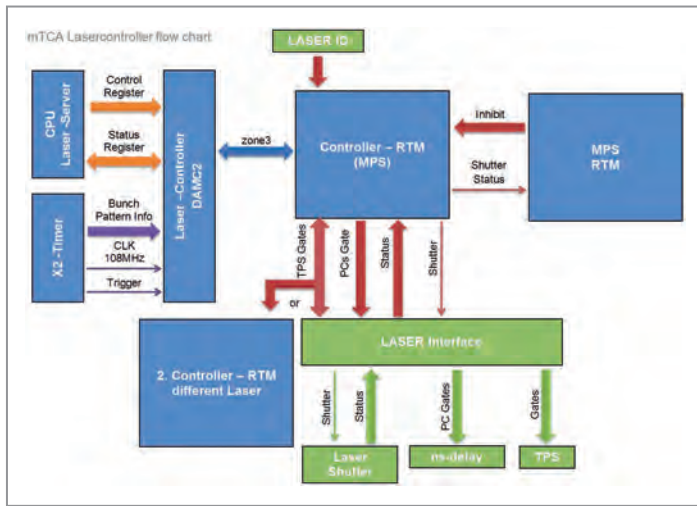 mTCA Lasercontroller flow chart
LASER ID
CPU
Laser -Server
Control
Register
Status
Register
Laser –Controller
DAMC2
zone3
Controller – RTM
(MPS)
Inhibit
Shutter
Status
MPS
RTM
X2 -Timer
Bunch
Pattern Info
CLK
108MHz
Trigger
TPS Gates
PCs Gate
Status
Shutter
or
2. Controller – RTM
different Laser
LASER Interface
Shutter
Status
PC Gates
Gates
Laser
Shutter
ns-delay
TPS